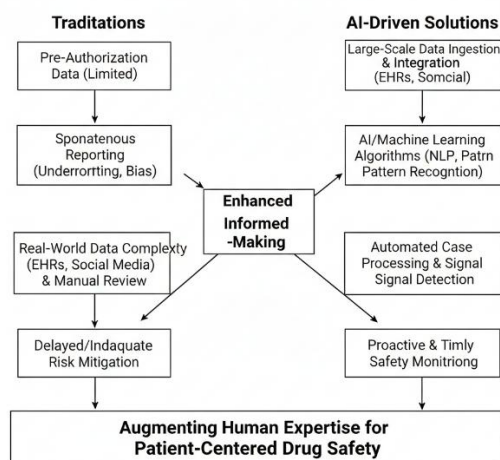 Traditations
Pre-Authorization
Data (Limited)
Sponatenous
Reporting
(Underrorrting, Bias)
Real-World Data Complexty
(EHRs, Social Media)
& Manual Review
Delayed/Indaquate
Risk Mitigation
Enhanced
Informed
-Making
AI-Driven Solutions
Large-Scale Data Ingestion
& Integration
(EHRs, Somcial)
AI/Machine Learning
Algorithms (NLP, Patrn
Pattern Recogntion)
Automated Case
Processing & Signal
Signal Detection
Proactive & Timly
Safety Monitriong
Augmenting Human Expertise for
Patient-Centered Drug Safety